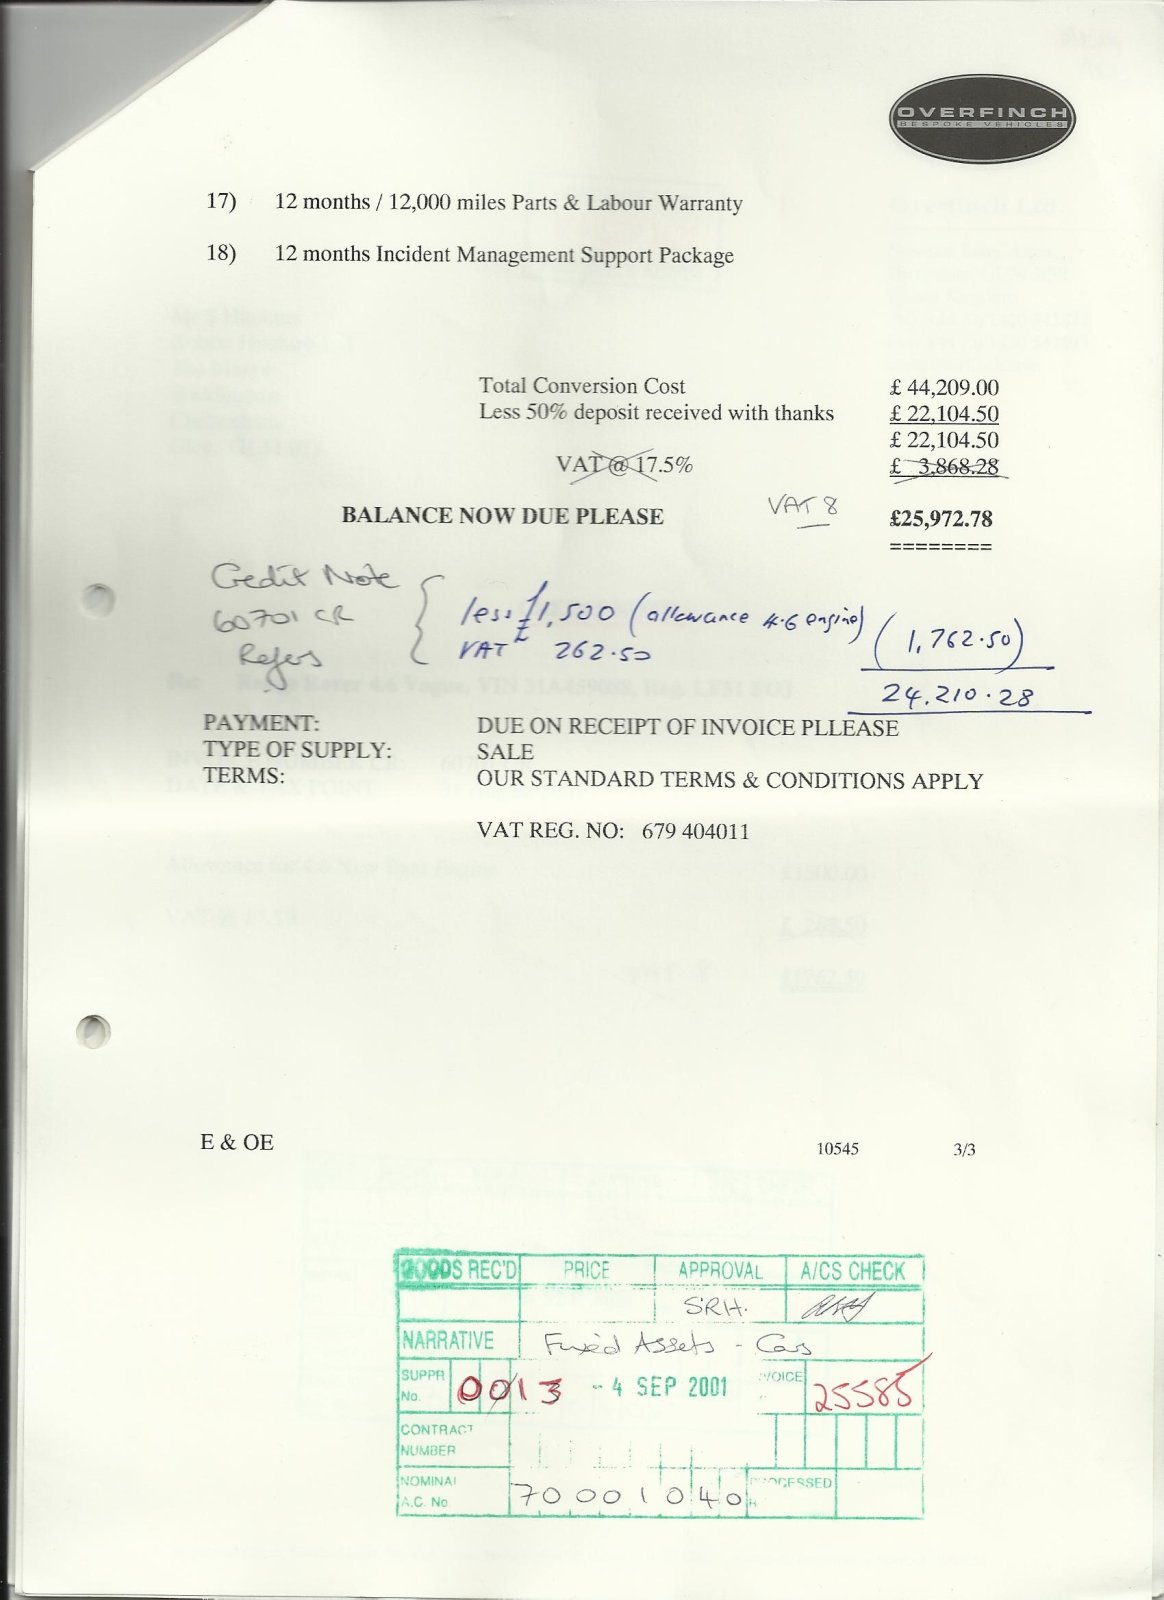 OVERFINCH
BESPOKE VEHICLES
17) 12 months / 12,000 miles Parts & Labour Warranty
18) 12 months Incident Management Support Package
Total Conversion Cost £ 44,209.00
Less 50% deposit received with thanks £ 22,104.50
£ 22,104.50
VAT @ 17.5% £ 3,868.28
VAT 8
BALANCE NOW DUE PLEASE £25,972.78
========
Credit Note
60701 CR
Refers
less £1,500 (allowance 4.6 engine)
VAT £ 262.50
(1,762.50)
24,210.28
PAYMENT: DUE ON RECEIPT OF INVOICE PLLEASE
TYPE OF SUPPLY: SALE
TERMS: OUR STANDARD TERMS & CONDITIONS APPLY
VAT REG. NO: 679 404011
E & OE 10545 3/3
GOODS REC'D PRICE APPROVAL A/CS CHECK
SRH.
NARRATIVE Fixed Assets - Cars
SUPPR No. 0013 - 4 SEP 2001 VOICE 25585
CONTRACT
NUMBER
NOMINAL
A.C. No 70001040 PROCESSED